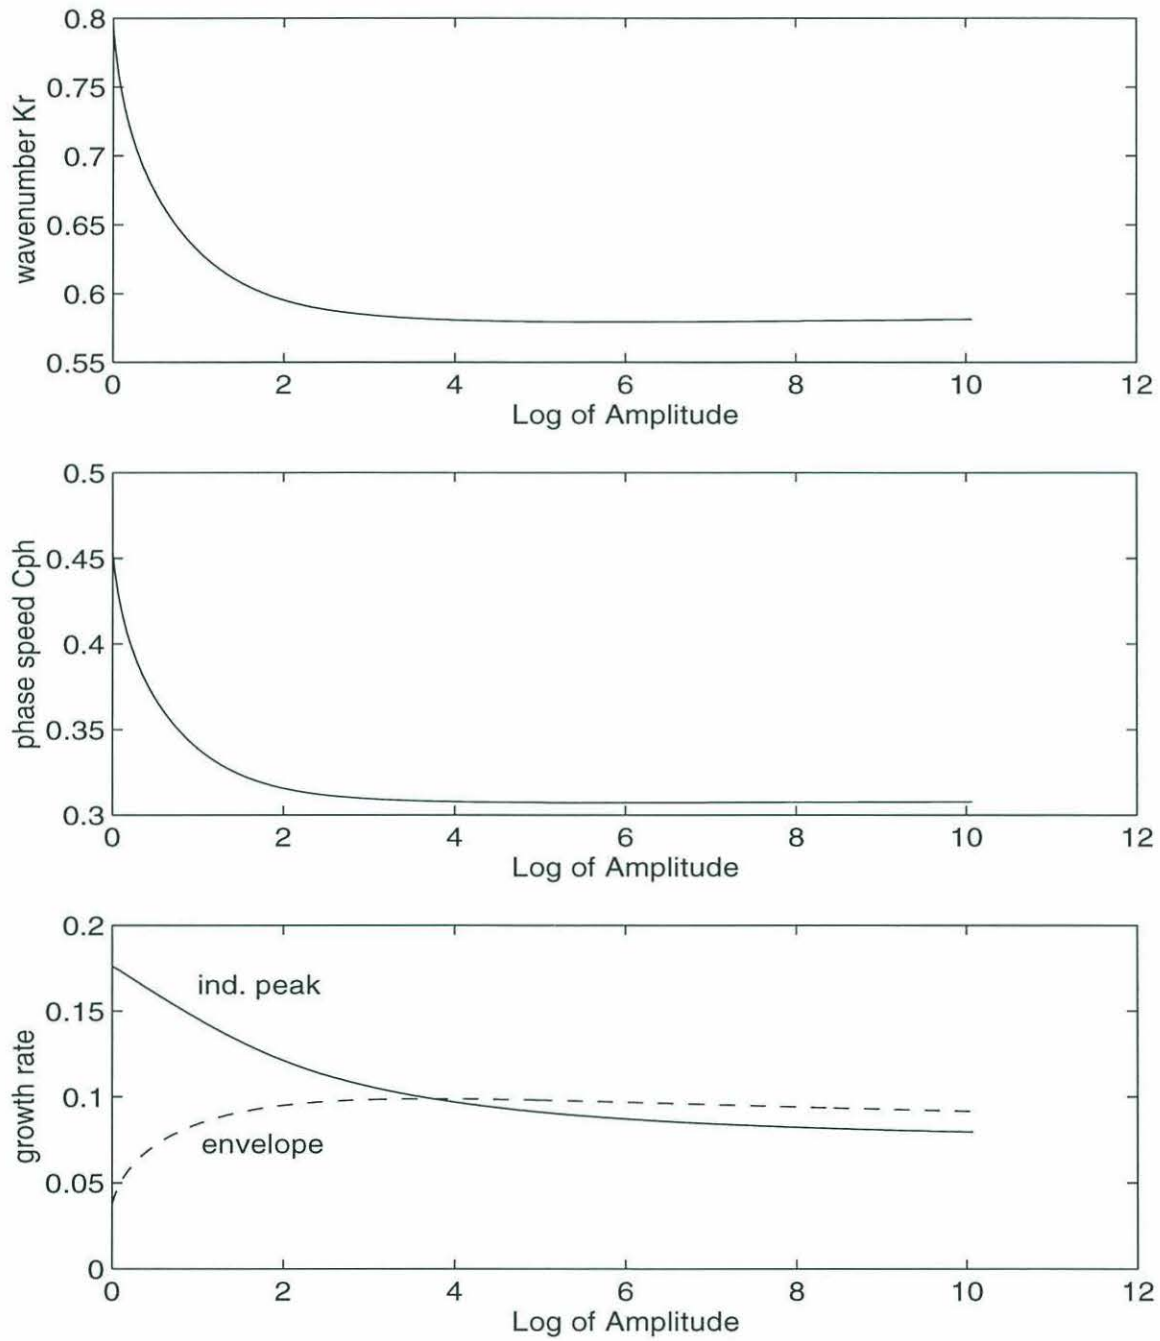 0.8
0.75
0.7
0.65
0.6
0.55
wavenumber Kr
0 2 4 6 8 10 12
Log of Amplitude
0.5
0.45
0.4
0.35
0.3
phase speed Cph
0 2 4 6 8 10 12
Log of Amplitude
0.2
0.15
0.1
0.05
0
growth rate
ind. peak
envelope
0 2 4 6 8 10 12
Log of Amplitude